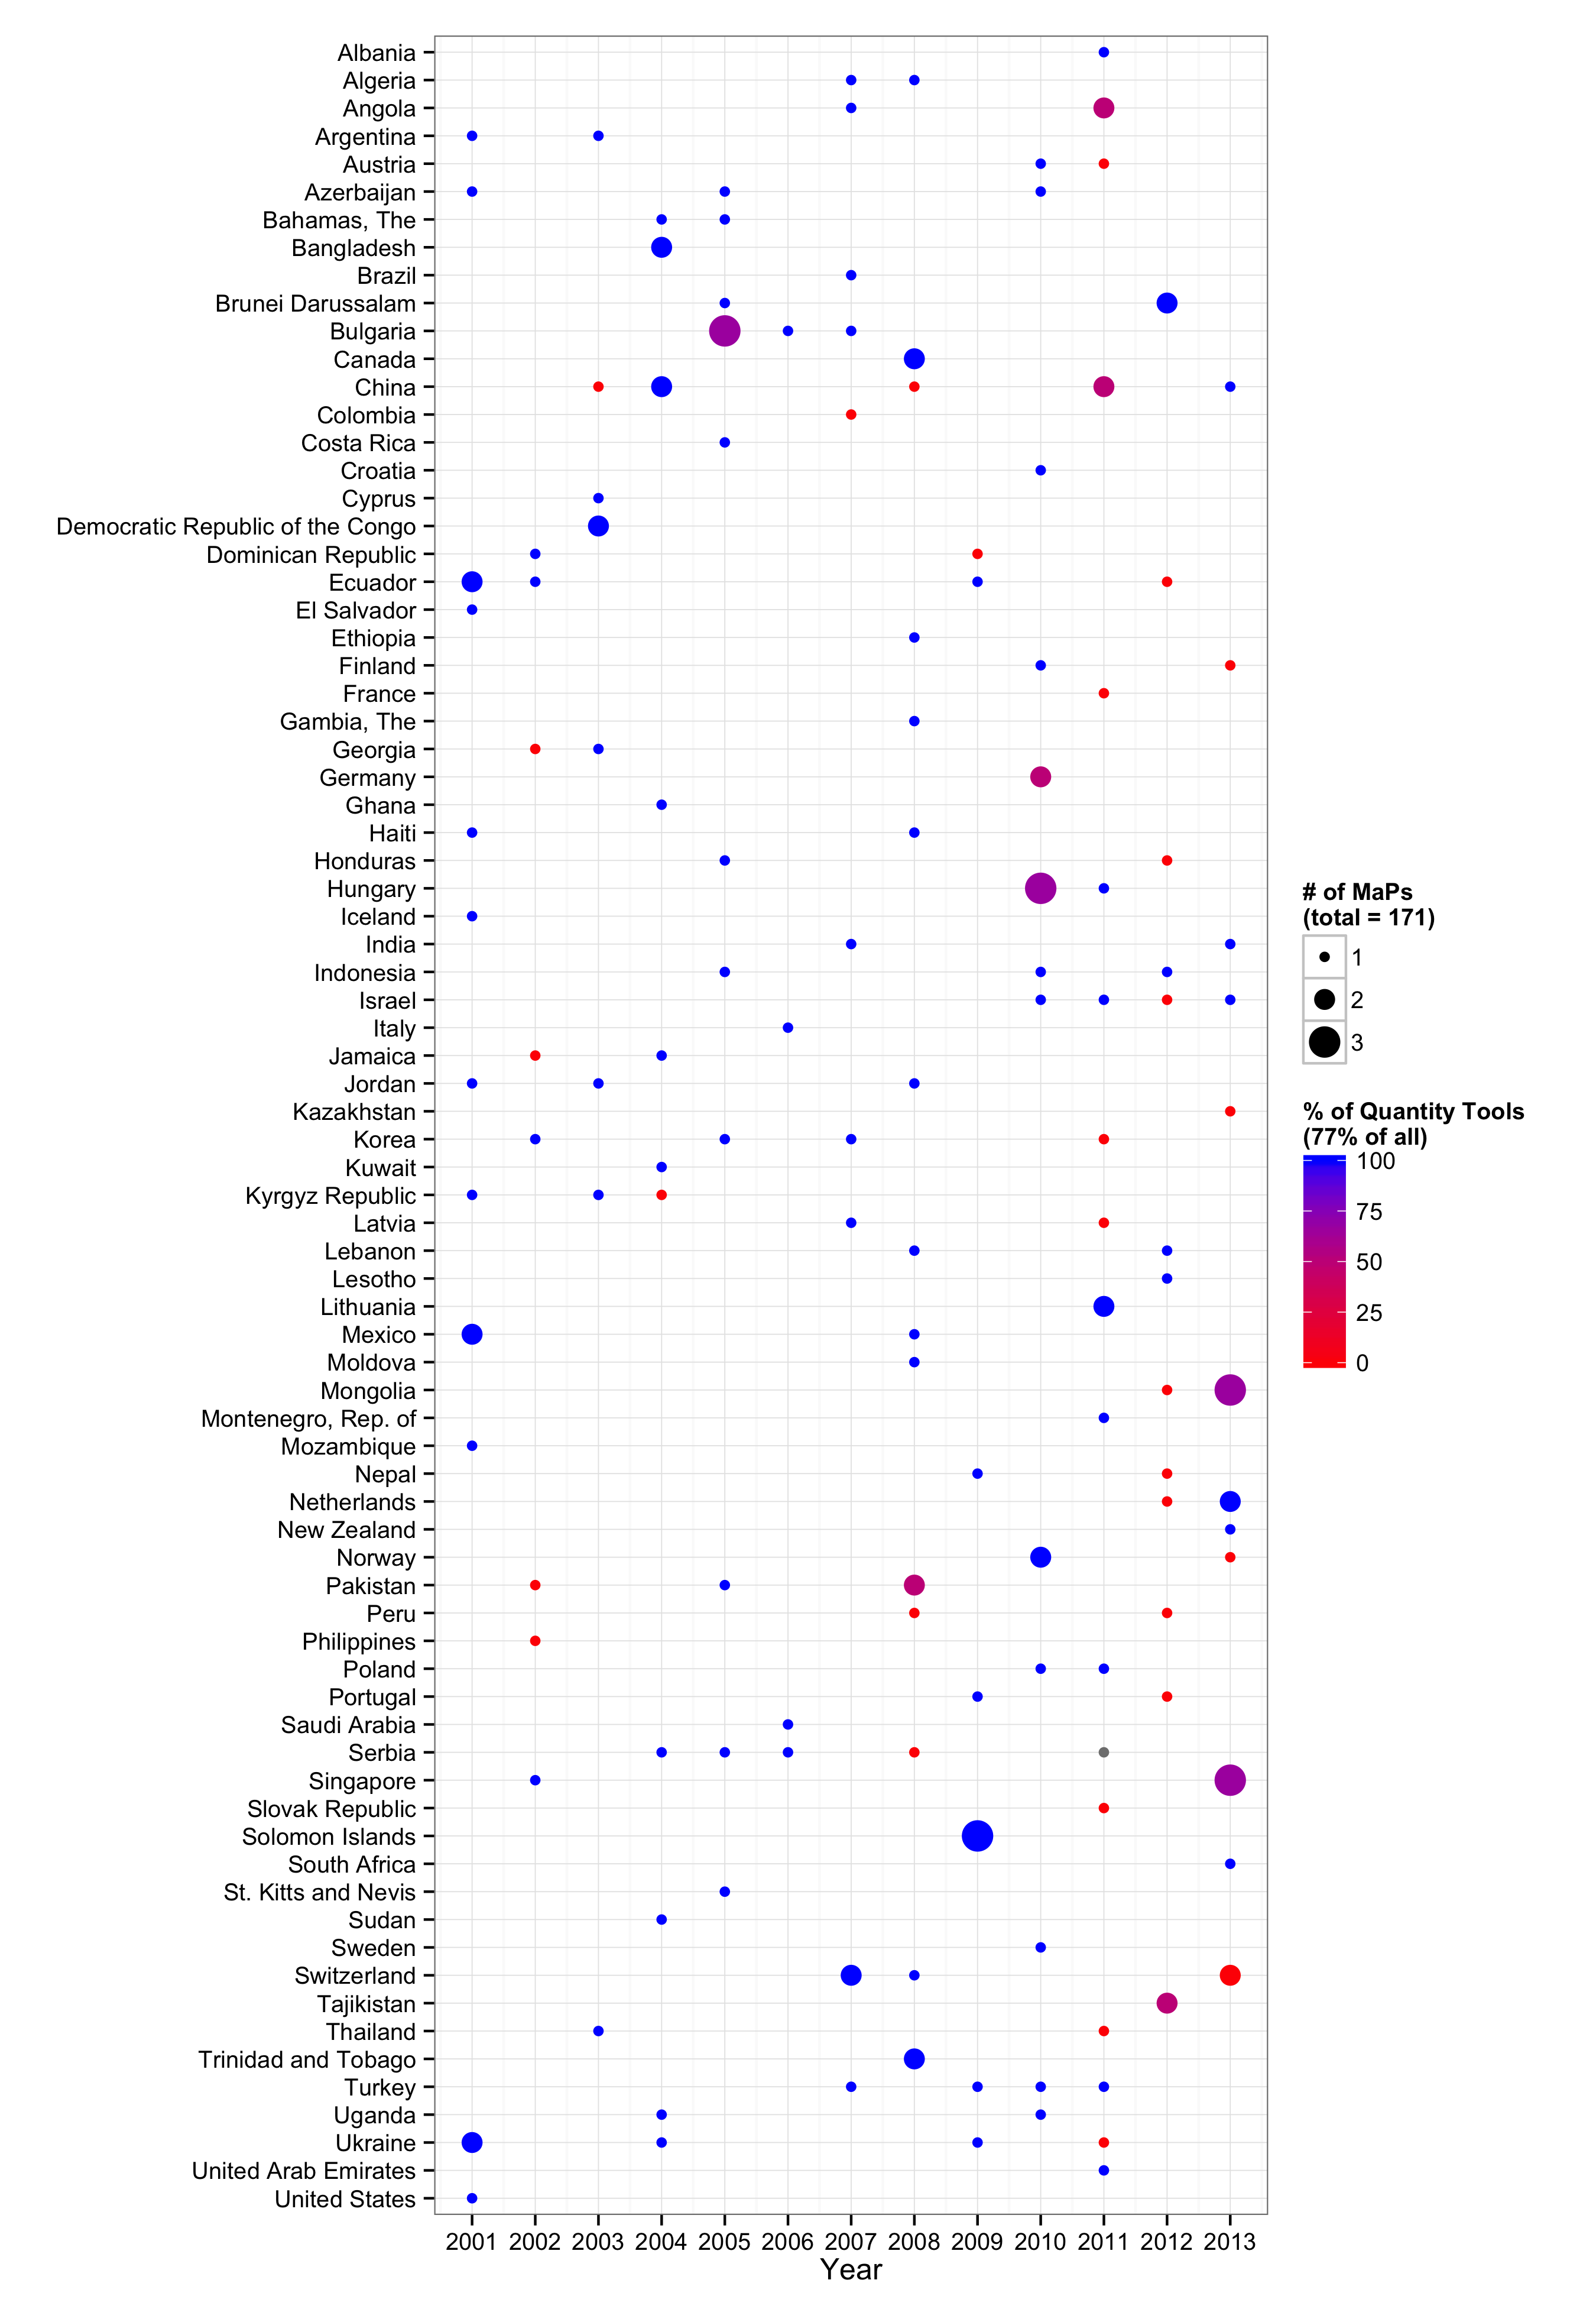 Albania
Algeria
Angola
Argentina
Austria
Azerbaijan
Bahamas, The
Bangladesh
Brazil
Brunei Darussalam
Bulgaria
Canada
China
Colombia
Costa Rica
Croatia
Cyprus
Democratic Republic of the Congo
Dominican Republic
Ecuador
El Salvador
Ethiopia
Finland
France
Gambia, The
Georgia
Germany
Ghana
Haiti
Honduras
Hungary
Iceland
India
Indonesia
Israel
Italy
Jamaica
Jordan
Kazakhstan
Korea
Kuwait
Kyrgyz Republic
Latvia
Lebanon
Lesotho
Lithuania
Mexico
Moldova
Mongolia
Montenegro, Rep. of
Mozambique
Nepal
Netherlands
New Zealand
Norway
Pakistan
Peru
Philippines
Poland
Portugal
Saudi Arabia
Serbia
Singapore
Slovak Republic
Solomon Islands
South Africa
St. Kitts and Nevis
Sudan
Sweden
Switzerland
Tajikistan
Thailand
Trinidad and Tobago
Turkey
Uganda
Ukraine
United Arab Emirates
United States
2001 2002 2003 2004 2005 2006 2007 2008 2009 2010 2011 2012 2013
Year
# of MaPs
(total = 171)
1
2
3
% of Quantity Tools
(77% of all)
100
75
50
25
0